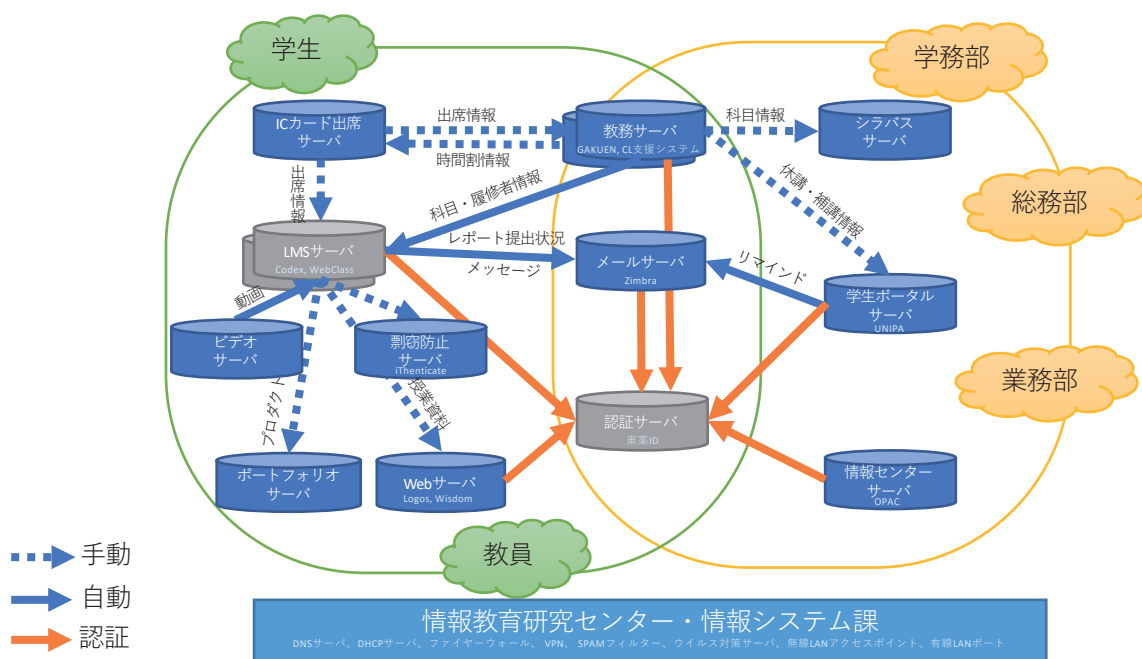 学生
学務部
ICカード出席
サーバ
出席情報
時間割情報
教務サーバ
GAKUEN, CL支援システム
科目情報
シラバス
サーバ
出席情報
科目・履修者情報
休講・補講情報
総務部
LMSサーバ
Codex, WebClass
レポート提出状況
メッセージ
メールサーバ
Zimbra
リマインド
学生ポータル
サーバ
UNIPA
動画
ビデオ
サーバ
剽窃防止
サーバ
iThenticate
業務部
プロダクト
授業資料
認証サーバ
東薬ID
ポートフォリオ
サーバ
Webサーバ
Logos, Wisdom
情報センター
サーバ
OPAC
教員
手動
自動
認証
情報教育研究センター・情報システム課
DNSサーバ、DHCPサーバ、ファイヤーウォール、VPN、SPAMフィルター、ウイルス対策サーバ、無線LANアクセスポイント、有線LANポート